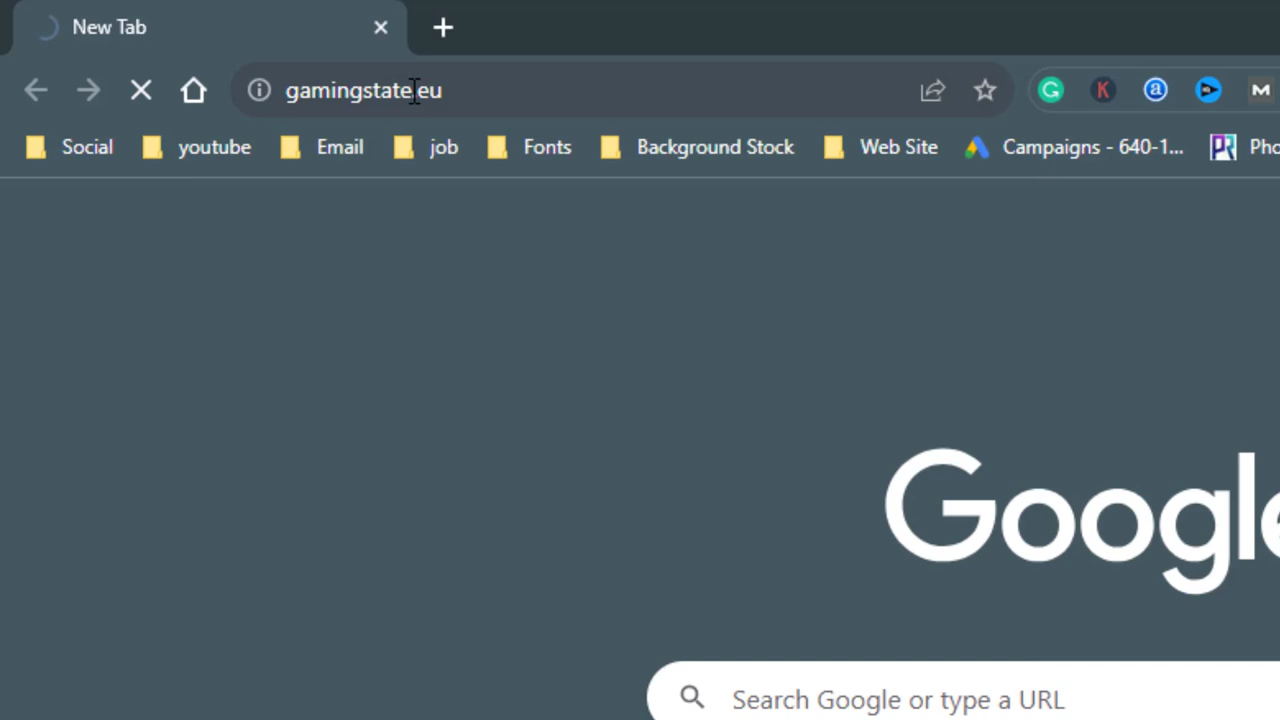 New Tab
gamingstate.eu
Social youtube Email job Fonts Background Stock Web Site Campaigns - 640-1... Pho
Google
Search Google or type a URL